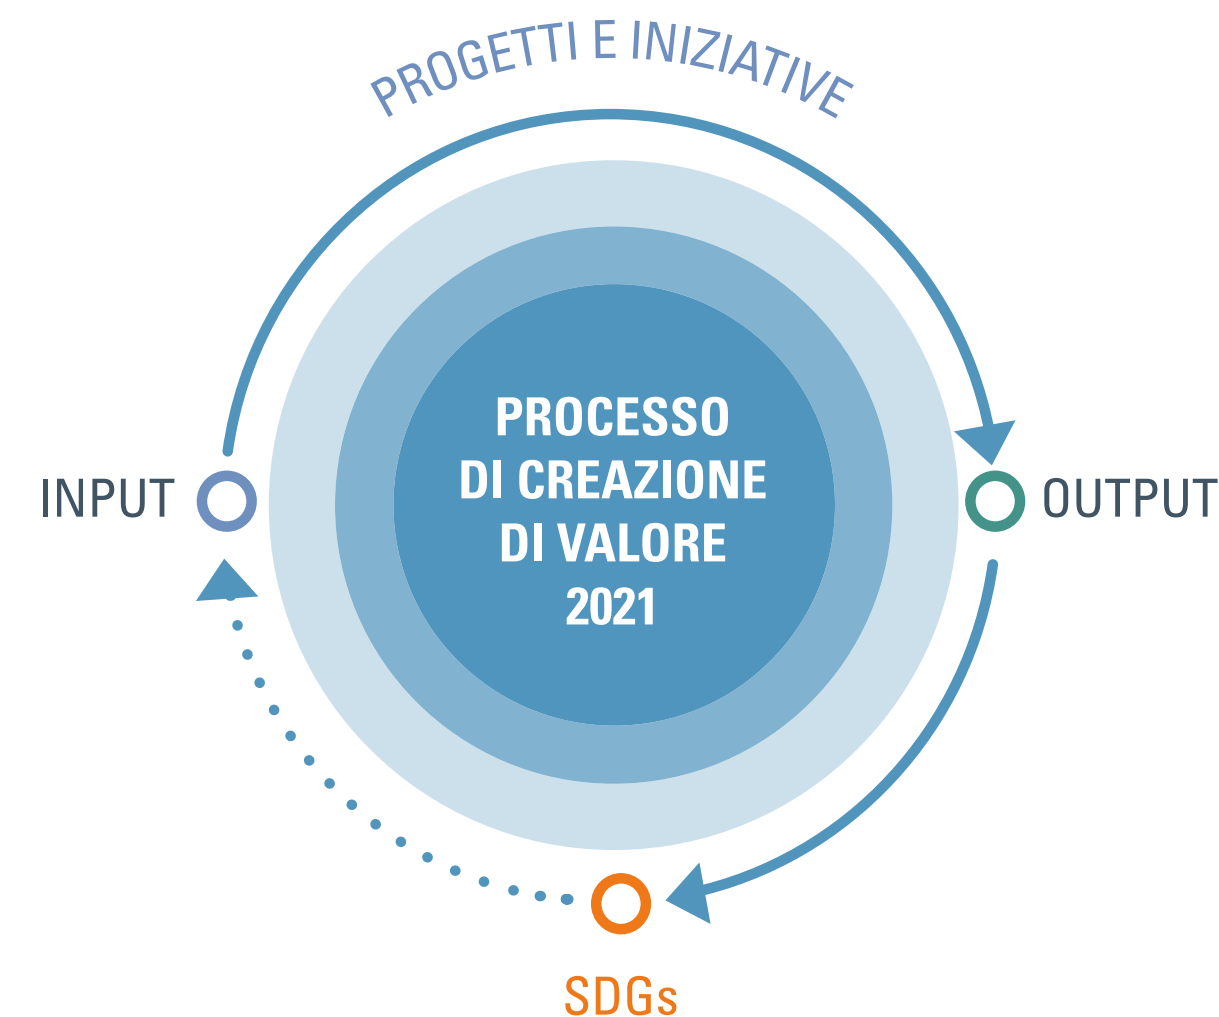 PROGETTI E INIZIATIVE
PROCESSO
DI CREAZIONE
DI VALORE
2021
INPUT
OUTPUT
SDGs